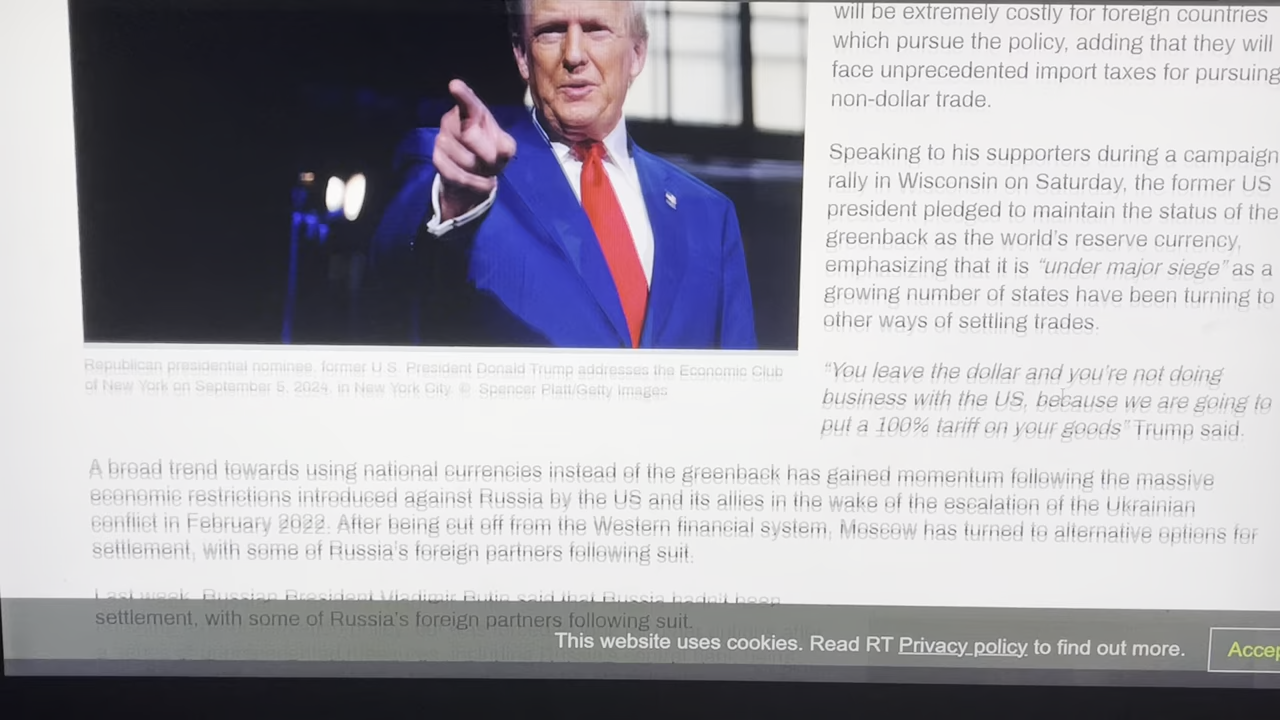 will be extremely costly for foreign countries
which pursue the policy, adding that they will
face unprecedented import taxes for pursuing
non-dollar trade.
Speaking to his supporters during a campaign
rally in Wisconsin on Saturday, the former US
president pledged to maintain the status of the
greenback as the world's reserve currency,
emphasizing that it is "under major siege" as a
growing number of states have been turning to
other ways of settling trades.
"You leave the dollar and you're not doing
business with the US, because we are going to
put a 100% tariff on your goods" Trump said.
Republican presidential nominee, former U.S. President Donald Trump addresses the Economic Club
of New York on September 5, 2024, in New York City. © Spencer Platt/Getty Images
A broad trend towards using national currencies instead of the greenback has gained momentum following the massive
economic restrictions introduced against Russia by the US and its allies in the wake of the escalation of the Ukrainian
conflict in February 2022. After being cut off from the Western financial system, Moscow has turned to alternative options for
settlement, with some of Russia's foreign partners following suit.
Last week, Russian President Vladimir Putin said that Russia hadn't been
settlement, with some of Russia's foreign partners following suit.
This website uses cookies. Read RT Privacy policy to find out more.